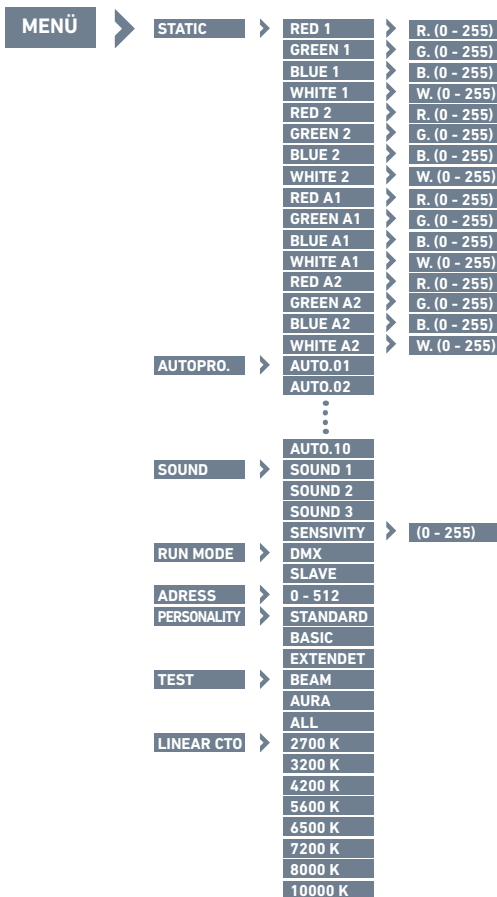 MENÜ STATIC RED 1 R. (0 - 255)
GREEN 1 G. (0 - 255)
BLUE 1 B. (0 - 255)
WHITE 1 W. (0 - 255)
RED 2 R. (0 - 255)
GREEN 2 G. (0 - 255)
BLUE 2 B. (0 - 255)
WHITE 2 W. (0 - 255)
RED A1 R. (0 - 255)
GREEN A1 G. (0 - 255)
BLUE A1 B. (0 - 255)
WHITE A1 W. (0 - 255)
RED A2 R. (0 - 255)
GREEN A2 G. (0 - 255)
BLUE A2 B. (0 - 255)
WHITE A2 W. (0 - 255)
AUTOPRO. AUTO.01
AUTO.02
AUTO.10
SOUND SOUND 1
SOUND 2
SOUND 3
SENSIVITY (0 - 255)
RUN MODE DMX
SLAVE
ADRESS 0 - 512
PERSONALITY STANDARD
BASIC
EXTENDET
TEST BEAM
AURA
ALL
LINEAR CTO 2700 K
3200 K
4200 K
5600 K
6500 K
7200 K
8000 K
10000 K